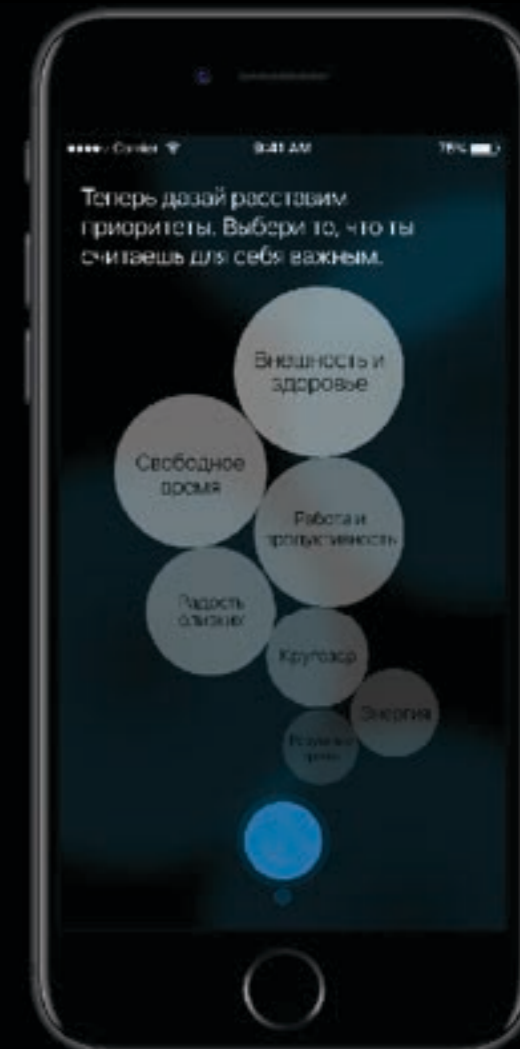 Carrier
9:41 AM
Теперь давай расставим
приоритеты. Выбери то, что ты
считаешь для себя важным.
Внешность и
здоровье
Свободное
время
Работа и
продуктивность
Радость
близких
Кругозор
Энергия